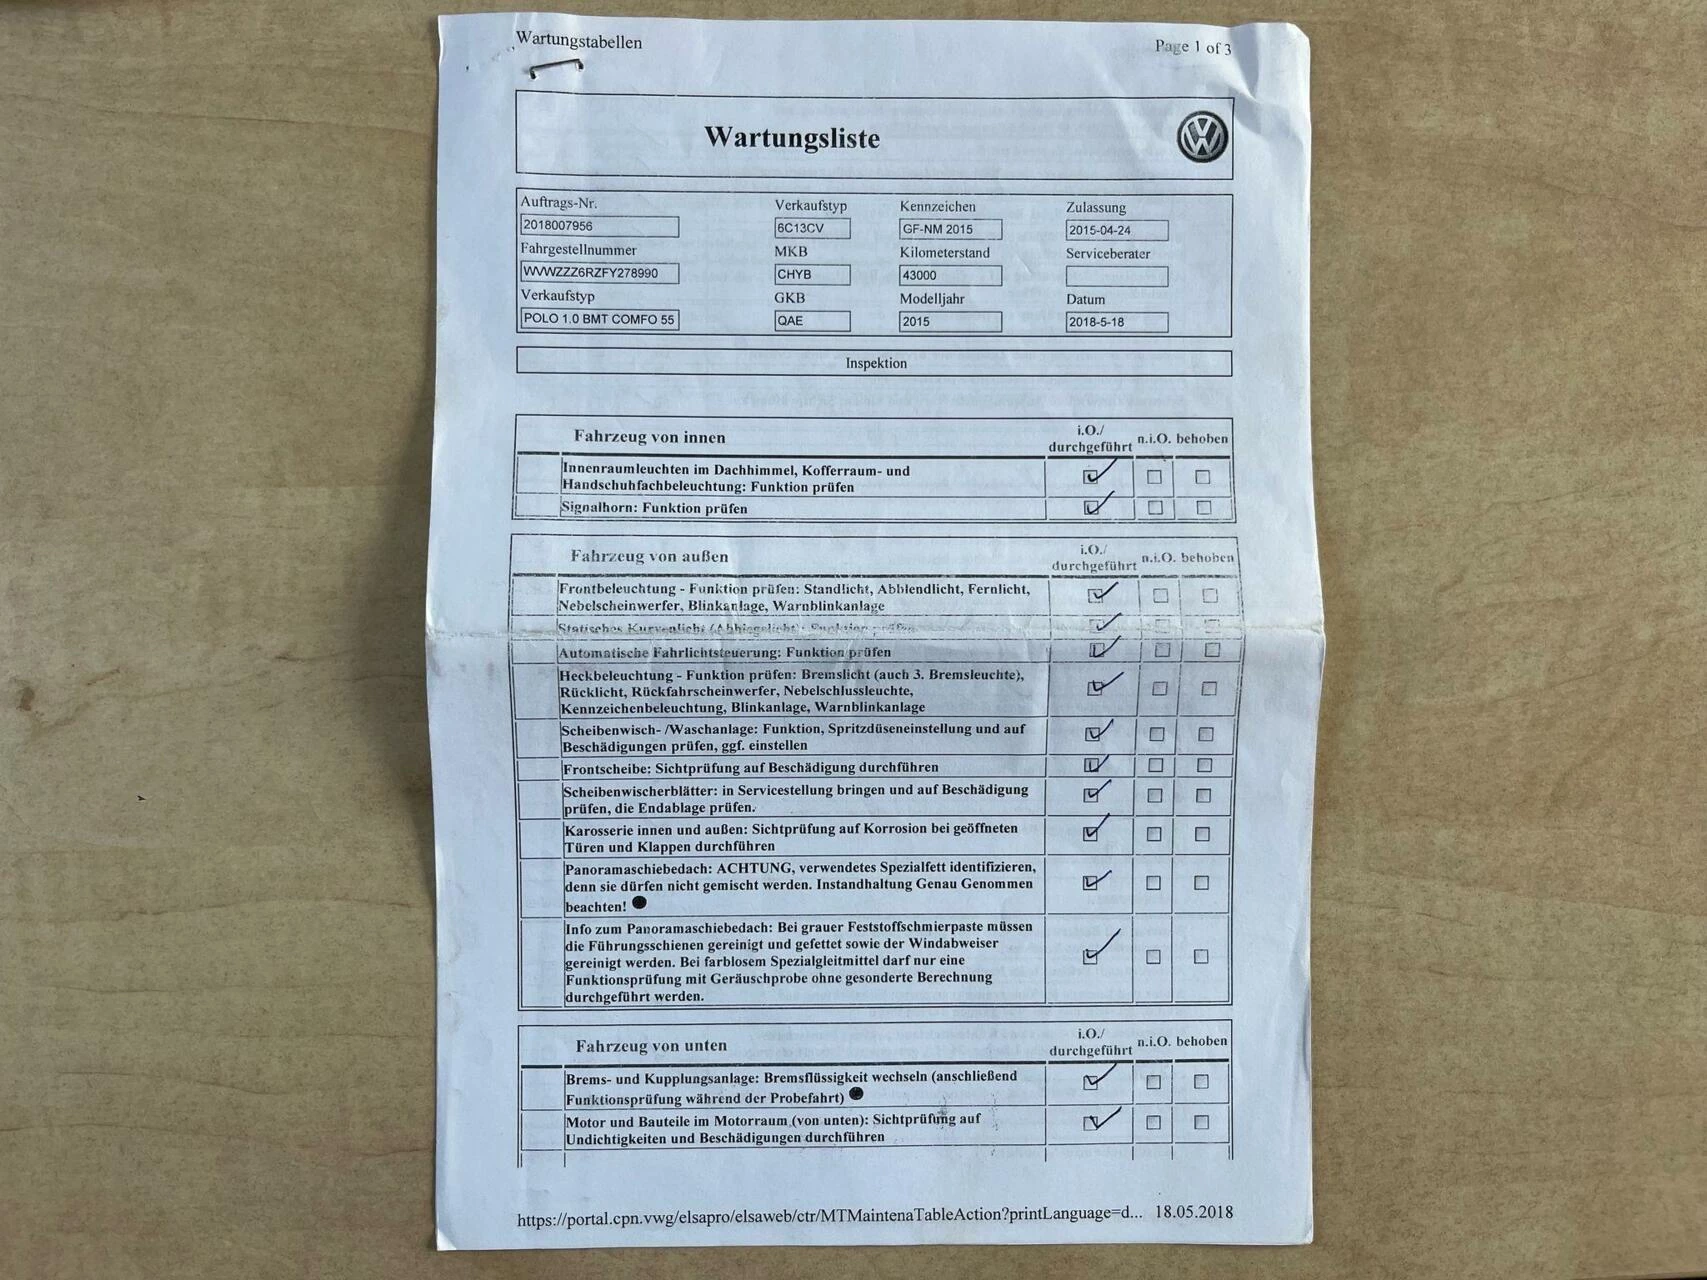 Wartungstabellen Page 1 of 3
Wartungsliste
Auftrags-Nr. Verkaufstyp Kennzeichen Zulassung
2018007956 6C13CV GF-NM 2015 2015-04-24
Fahrgestellnummer MKB Kilometerstand Serviceberater
WVWZZZ6RZFY278990 CHYB 43000
Verkaufstyp GKB Modelljahr Datum
POLO 1.0 BMT COMFO 55 QAE 2015 2018-5-18
Inspektion
Fahrzeug von innen i.O./ durchgeführt n.i.O. behoben
Innenraumleuchten im Dachhimmel, Kofferraum- und
Handschuhfachbeleuchtung: Funktion prüfen
Signalhorn: Funktion prüfen
Fahrzeug von außen i.O./ durchgeführt n.i.O. behoben
Frontbeleuchtung - Funktion prüfen: Standlicht, Abblendlicht, Fernlicht,
Nebelscheinwerfer, Blinkanlage, Warnblinkanlage
Statisches Kurvenlicht (Abbiegelicht): Funktion prüfen
Automatische Fahrlichtsteuerung: Funktion prüfen
Heckbeleuchtung - Funktion prüfen: Bremslicht (auch 3. Bremsleuchte),
Rücklicht, Rückfahrscheinwerfer, Nebelschlussleuchte,
Kennzeichenbeleuchtung, Blinkanlage, Warnblinkanlage
Scheibenwisch- /Waschanlage: Funktion, Spritzdüseneinstellung und auf
Beschädigungen prüfen, ggf. einstellen
Frontscheibe: Sichtprüfung auf Beschädigung durchführen
Scheibenwischerblätter: in Servicestellung bringen und auf Beschädigung
prüfen, die Endablage prüfen.
Karosserie innen und außen: Sichtprüfung auf Korrosion bei geöffneten
Türen und Klappen durchführen
Panoramaschiebedach: ACHTUNG, verwendetes Spezialfett identifizieren,
denn sie dürfen nicht gemischt werden. Instandhaltung Genau Genommen
beachten!
Info zum Panoramaschiebedach: Bei grauer Feststoffschmierpaste müssen
die Führungsschienen gereinigt und gefettet sowie der Windabweiser
gereinigt werden. Bei farblosem Spezialgleitmittel darf nur eine
Funktionsprüfung mit Geräuschprobe ohne gesonderte Berechnung
durchgeführt werden.
Fahrzeug von unten i.O./ durchgeführt n.i.O. behoben
Brems- und Kupplungsanlage: Bremsflüssigkeit wechseln (anschließend
Funktionsprüfung während der Probefahrt)
Motor und Bauteile im Motorraum (von unten): Sichtprüfung auf
Undichtigkeiten und Beschädigungen durchführen
https://portal.cpn.vwg/elsapro/elsaweb/ctr/MTMaintenaTableAction?printLanguage=d... 18.05.2018